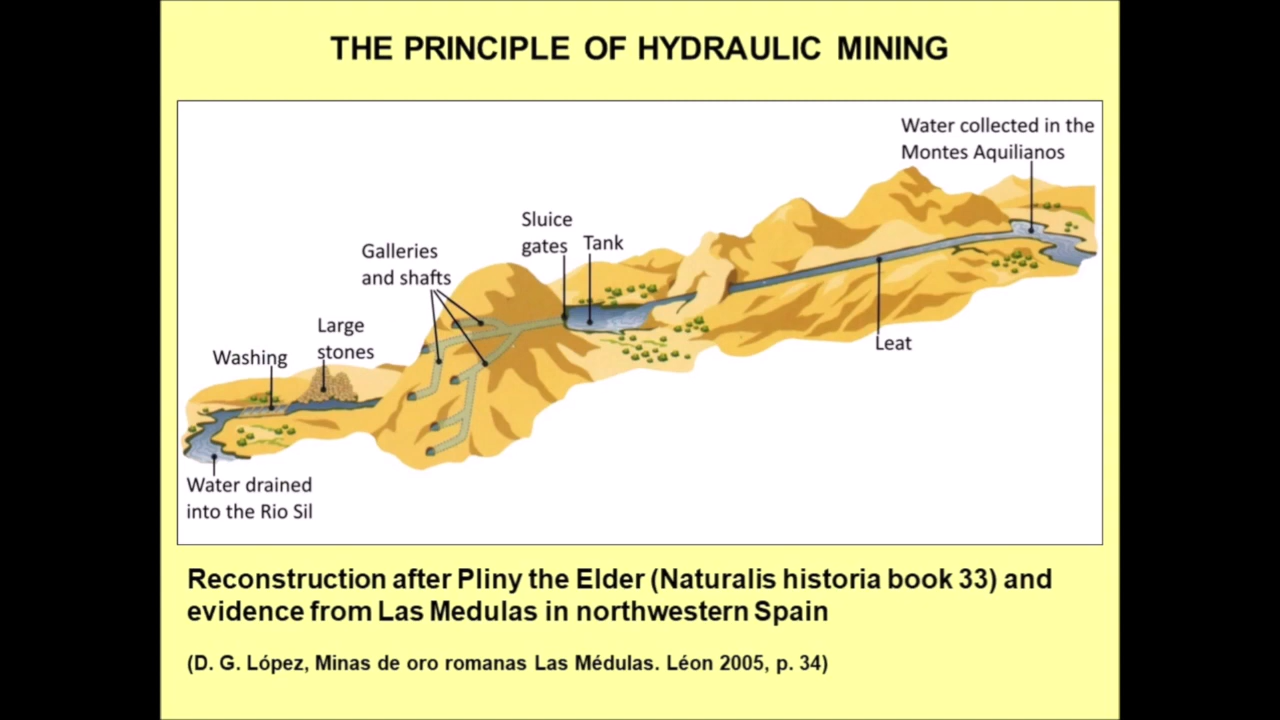 THE PRINCIPLE OF HYDRAULIC MINING
Water collected in the
Montes Aquilianos
Sluice
gates
Tank
Galleries
and shafts
Large
stones
Washing
Leat
Water drained
into the Rio Sil
Reconstruction after Pliny the Elder (Naturalis historia book 33) and
evidence from Las Medulas in northwestern Spain
(D. G. López, Minas de oro romanas Las Médulas. Léon 2005, p. 34)